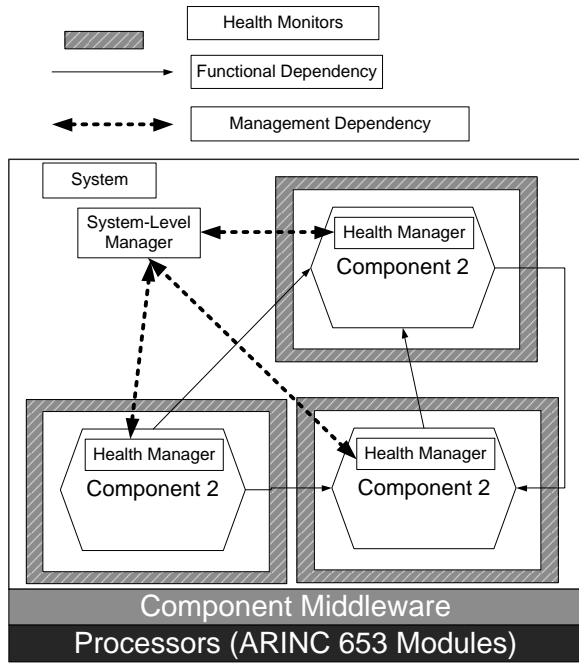 Health Monitors
Functional Dependency
Management Dependency
System
System-Level
Manager
Health Manager
Component 2
Health Manager
Component 2
Health Manager
Component 2
Component Middleware
Processors (ARINC 653 Modules)